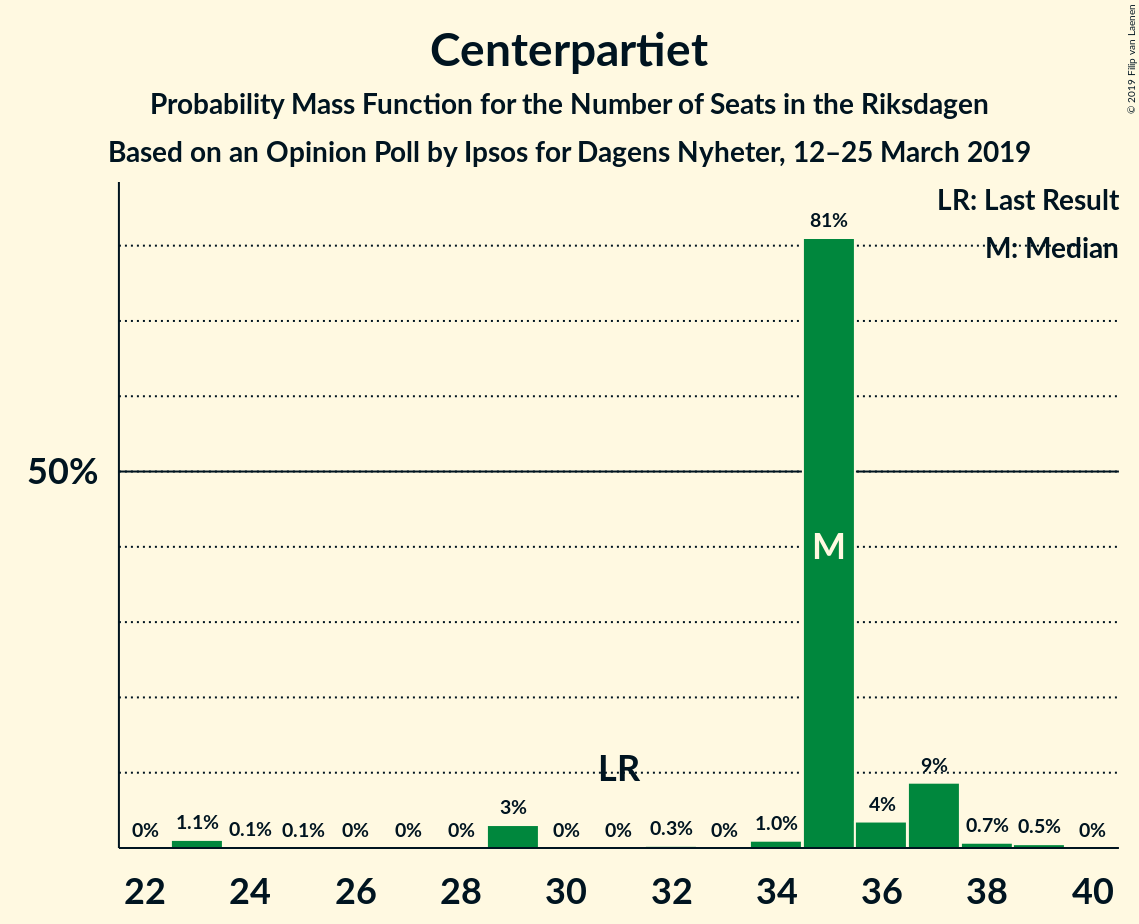 Centerpartiet
Probability Mass Function for the Number of Seats in the Riksdagen
Based on an Opinion Poll by Ipsos for Dagens Nyheter, 12–25 March 2019
© 2019 Filip van Laenen
LR: Last Result
M: Median
50%
0% 1.1% 0.1% 0.1% 0% 0% 0% 3% 0% 0% 0.3% 0% 1.0% 81% 4% 9% 0.7% 0.5% 0%
LR
M
22 24 26 28 30 32 34 36 38 40